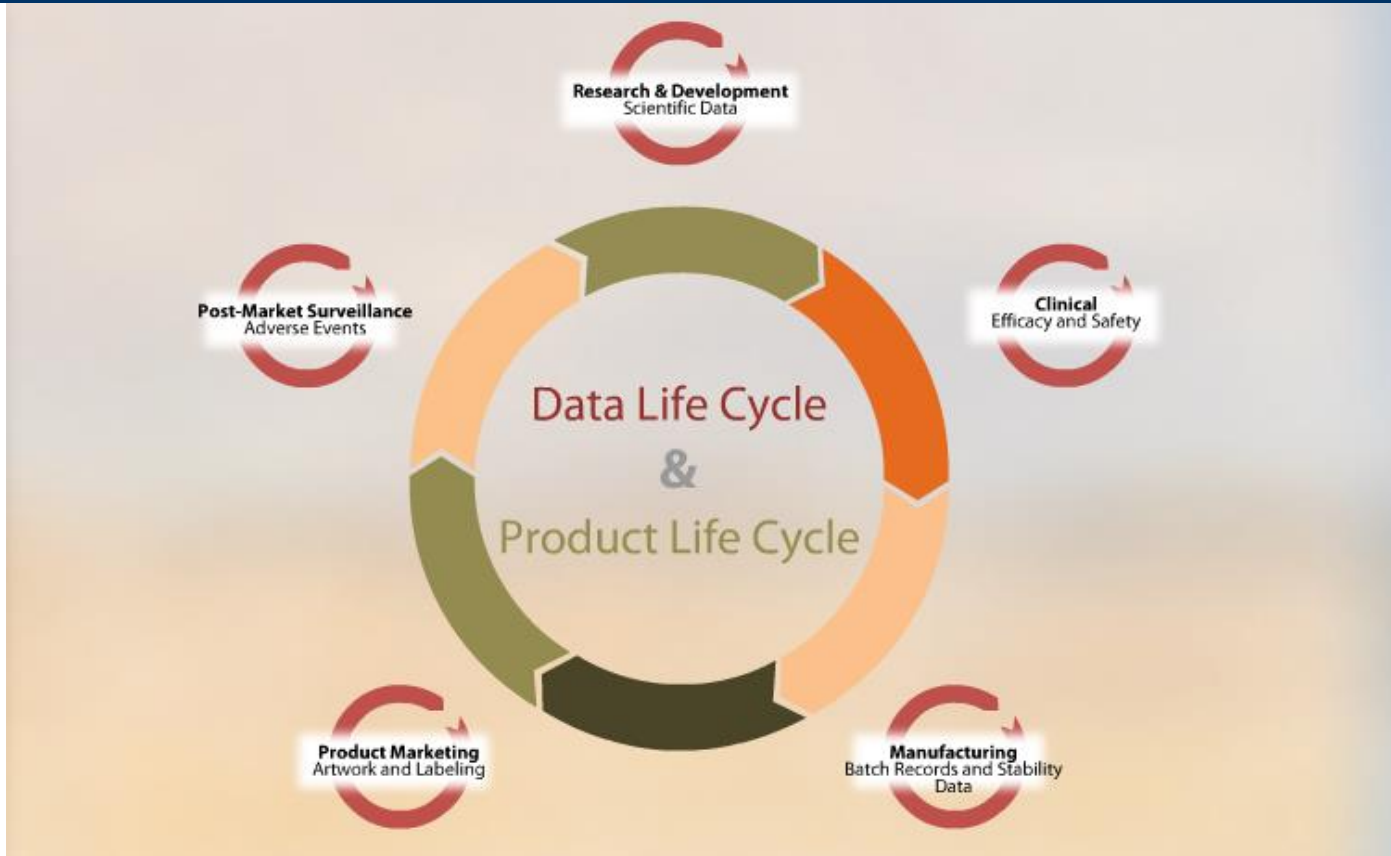 Research & Development
Scientific Data
Clinical
Efficacy and Safety
Post-Market Surveillance
Adverse Events
Data Life Cycle
&
Product Life Cycle
Manufacturing
Batch Records and Stability
Data
Product Marketing
Artwork and Labeling